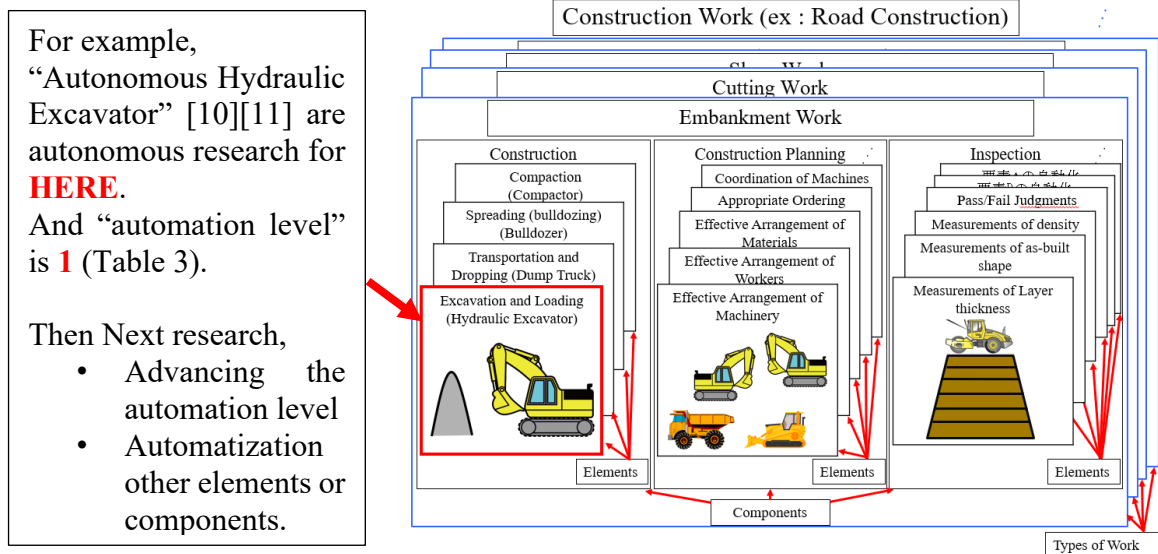 For example,
“Autonomous Hydraulic
Excavator” [10][11] are
autonomous research for
HERE.
And “automation level”
is 1 (Table 3).
Then Next research,
• Advancing the
automation level
• Automatization
other elements or
components.
Construction Work (ex : Road Construction)
Cutting Work
Embankment Work
Construction
Compaction
(Compactor)
Spreading (bulldozing)
(Bulldozer)
Transportation and
Dropping (Dump Truck)
Excavation and Loading
(Hydraulic Excavator)
Elements
Construction Planning
Coordination of Machines
Appropriate Ordering
Effective Arrangement of
Materials
Effective Arrangement of
Workers
Effective Arrangement of
Machinery
Elements
Inspection
Pass/Fail Judgments
Measurements of density
Measurements of as-built
shape
Measurements of Layer
thickness
Elements
Components
Types of Work